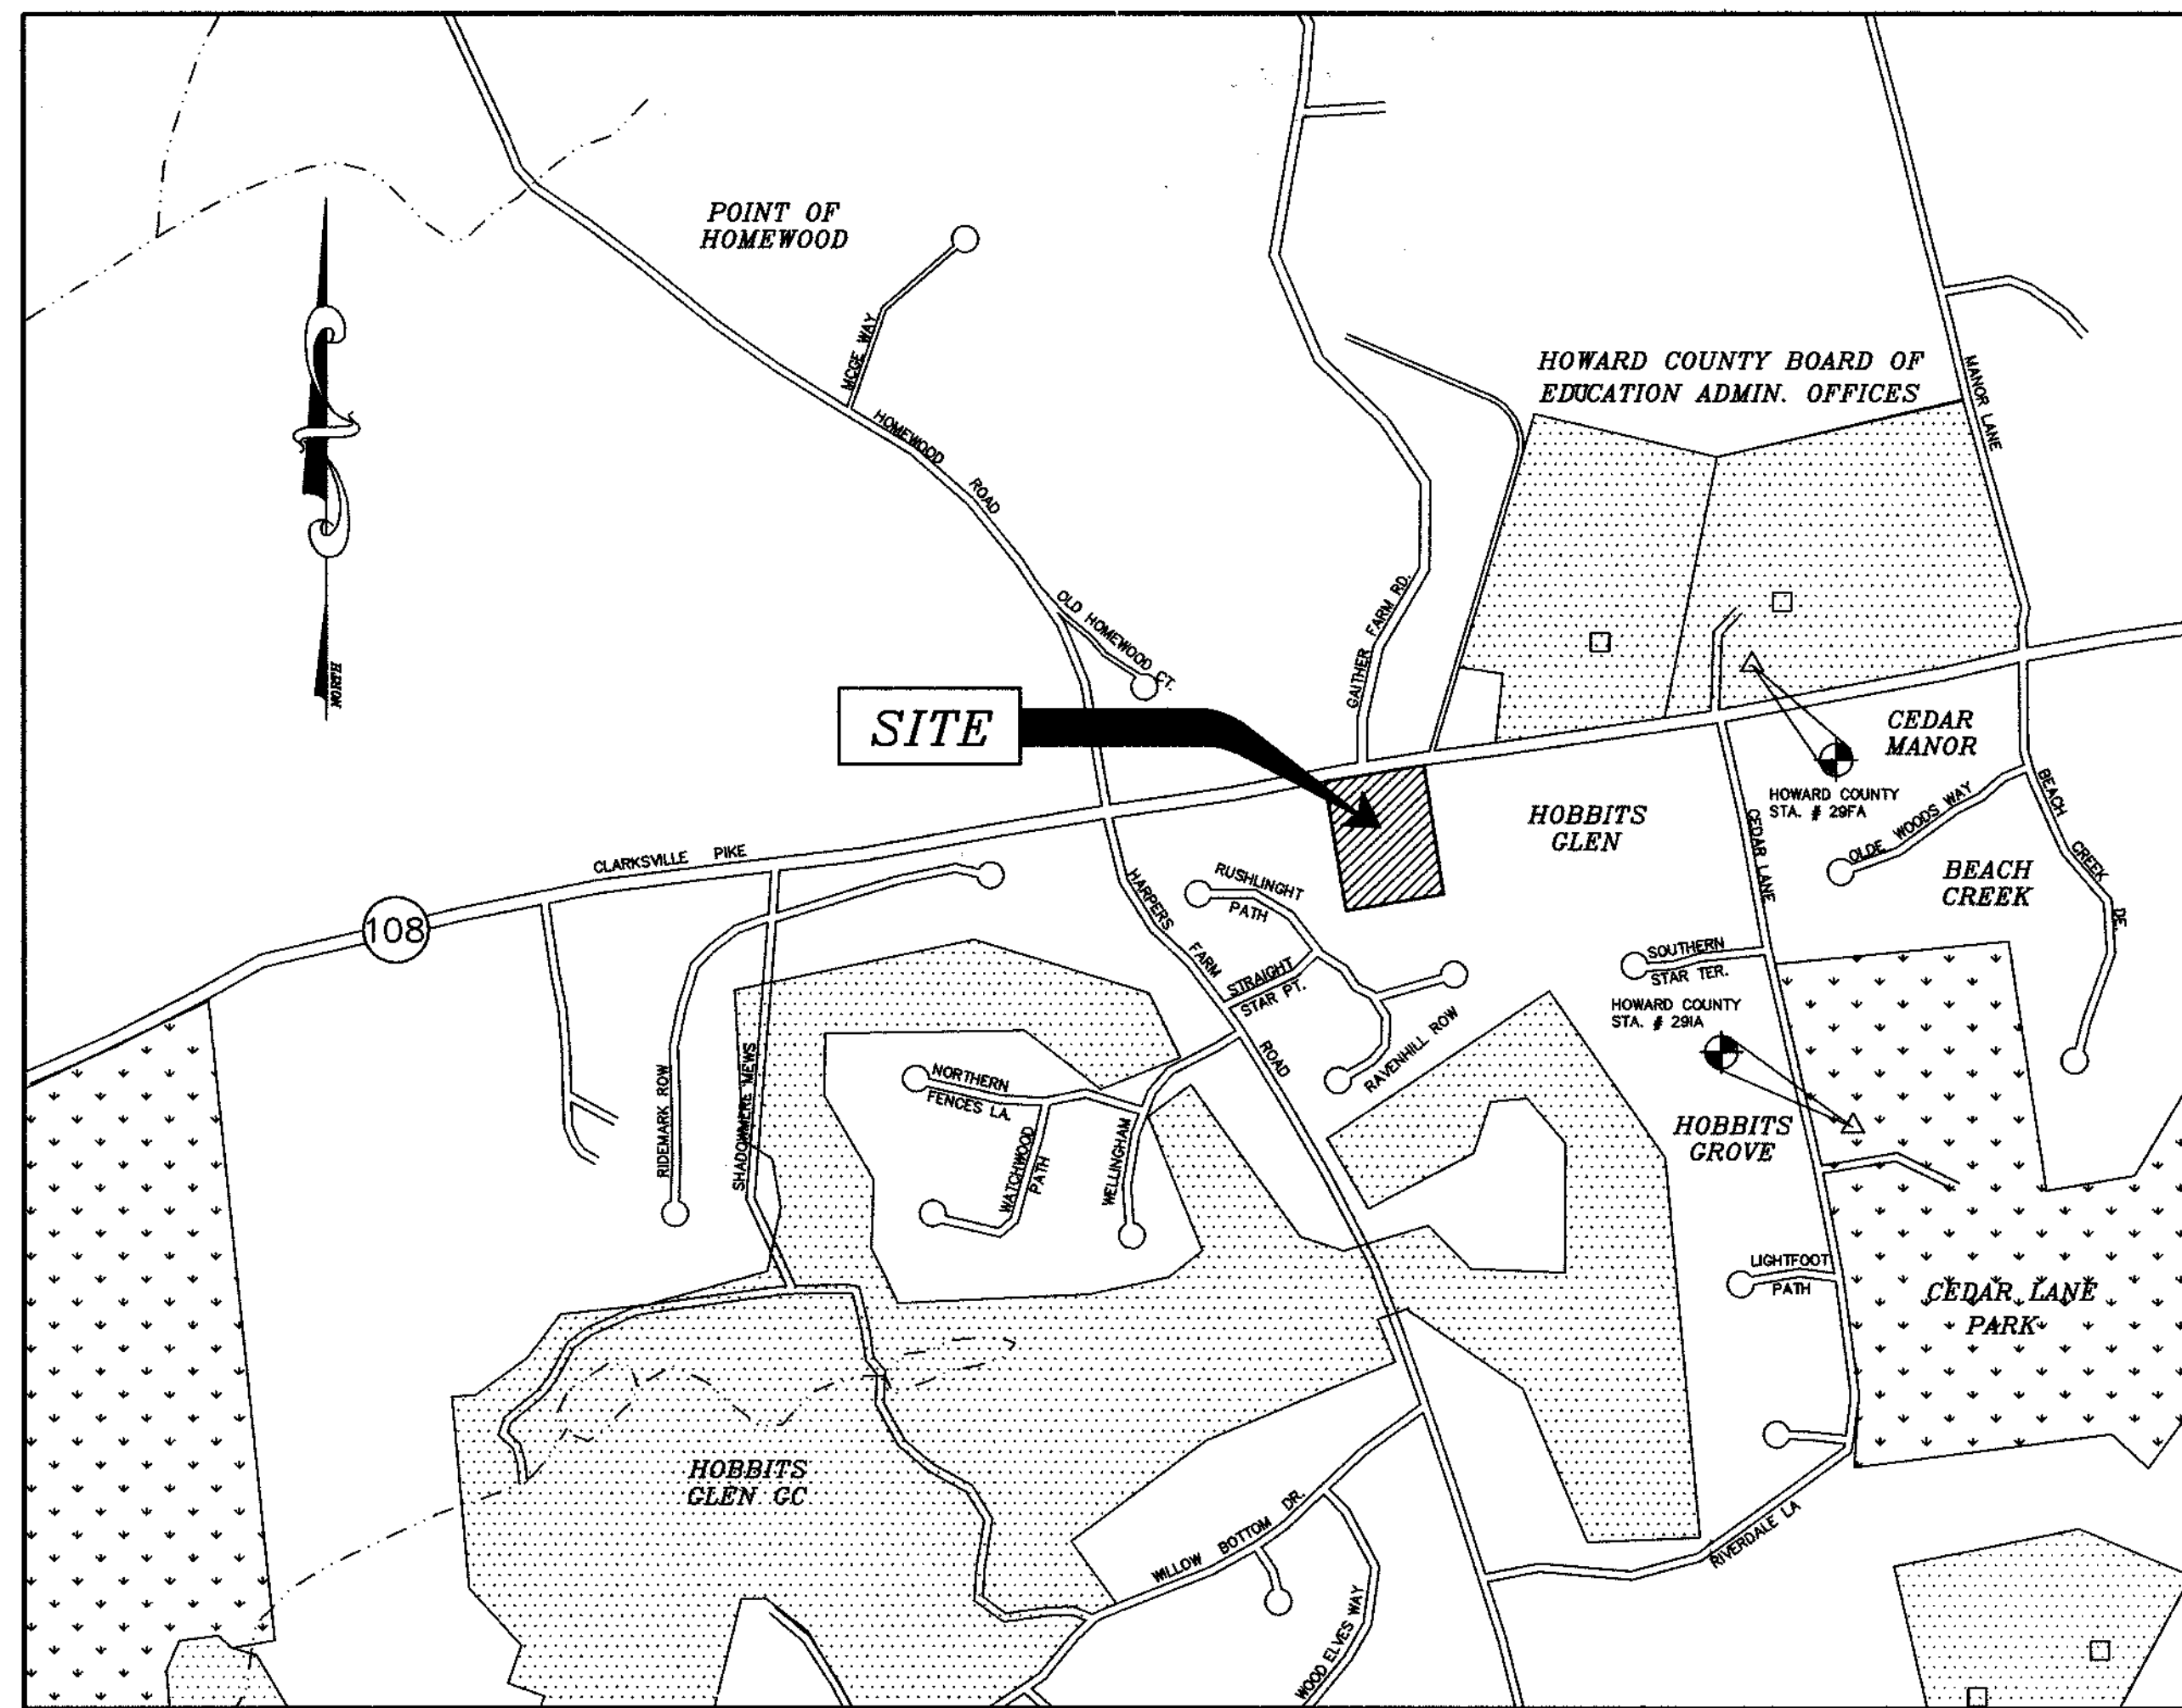 POINT OF
HOMEWOOD
MCGE WAY
HOMEWOOD ROAD
OLD HOMEWOOD CT.
NORTH
HOWARD COUNTY BOARD OF
EDUCATION ADMIN. OFFICES
MANOR LANE
GAITHER FARM RD.
SITE
CEDAR
MANOR
HOWARD COUNTY
STA. # 29FA
HOBBITS
GLEN
CEDAR LANE
OLDE WOODS WAY
BEACH CREEK DE.
BEACH
CREEK
CLARKSVILLE PIKE
108
RUSHLINGHT
PATH
HARPERS FARM ROAD
STRAIGHT
STAR PT.
RAVENHILL ROW
SOUTHERN
STAR TER.
HOWARD COUNTY
STA. # 29IA
HOBBITS
GROVE
RIDEMARK ROW
SHADOWMERE MEWS
NORTHERN
FENCES LA.
WATCHWOOD
PATH
WELLINGHAM
LIGHTFOOT
PATH
CEDAR LANE
PARK
HOBBITS
GLEN GC
WILLOW BOTTOM DR.
WOOD ELVES WAY
RIVERDALE LA